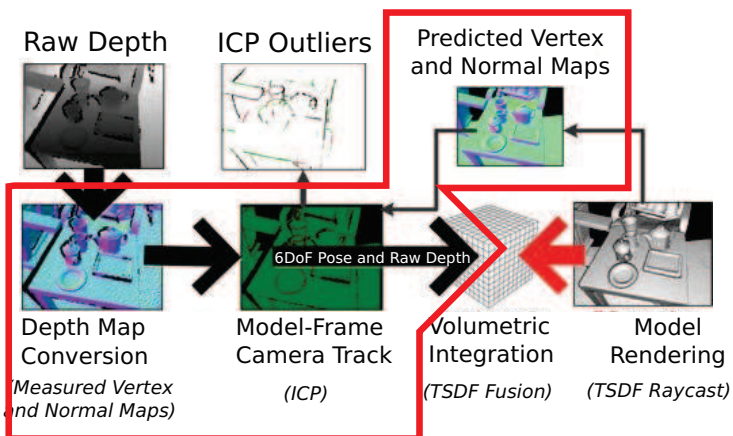 Raw Depth
ICP Outliers
Predicted Vertex
and Normal Maps
6DoF Pose and Raw Depth
Depth Map
Conversion
(Measured Vertex
and Normal Maps)
Model-Frame
Camera Track
(ICP)
Volumetric
Integration
(TSDF Fusion)
Model
Rendering
(TSDF Raycast)